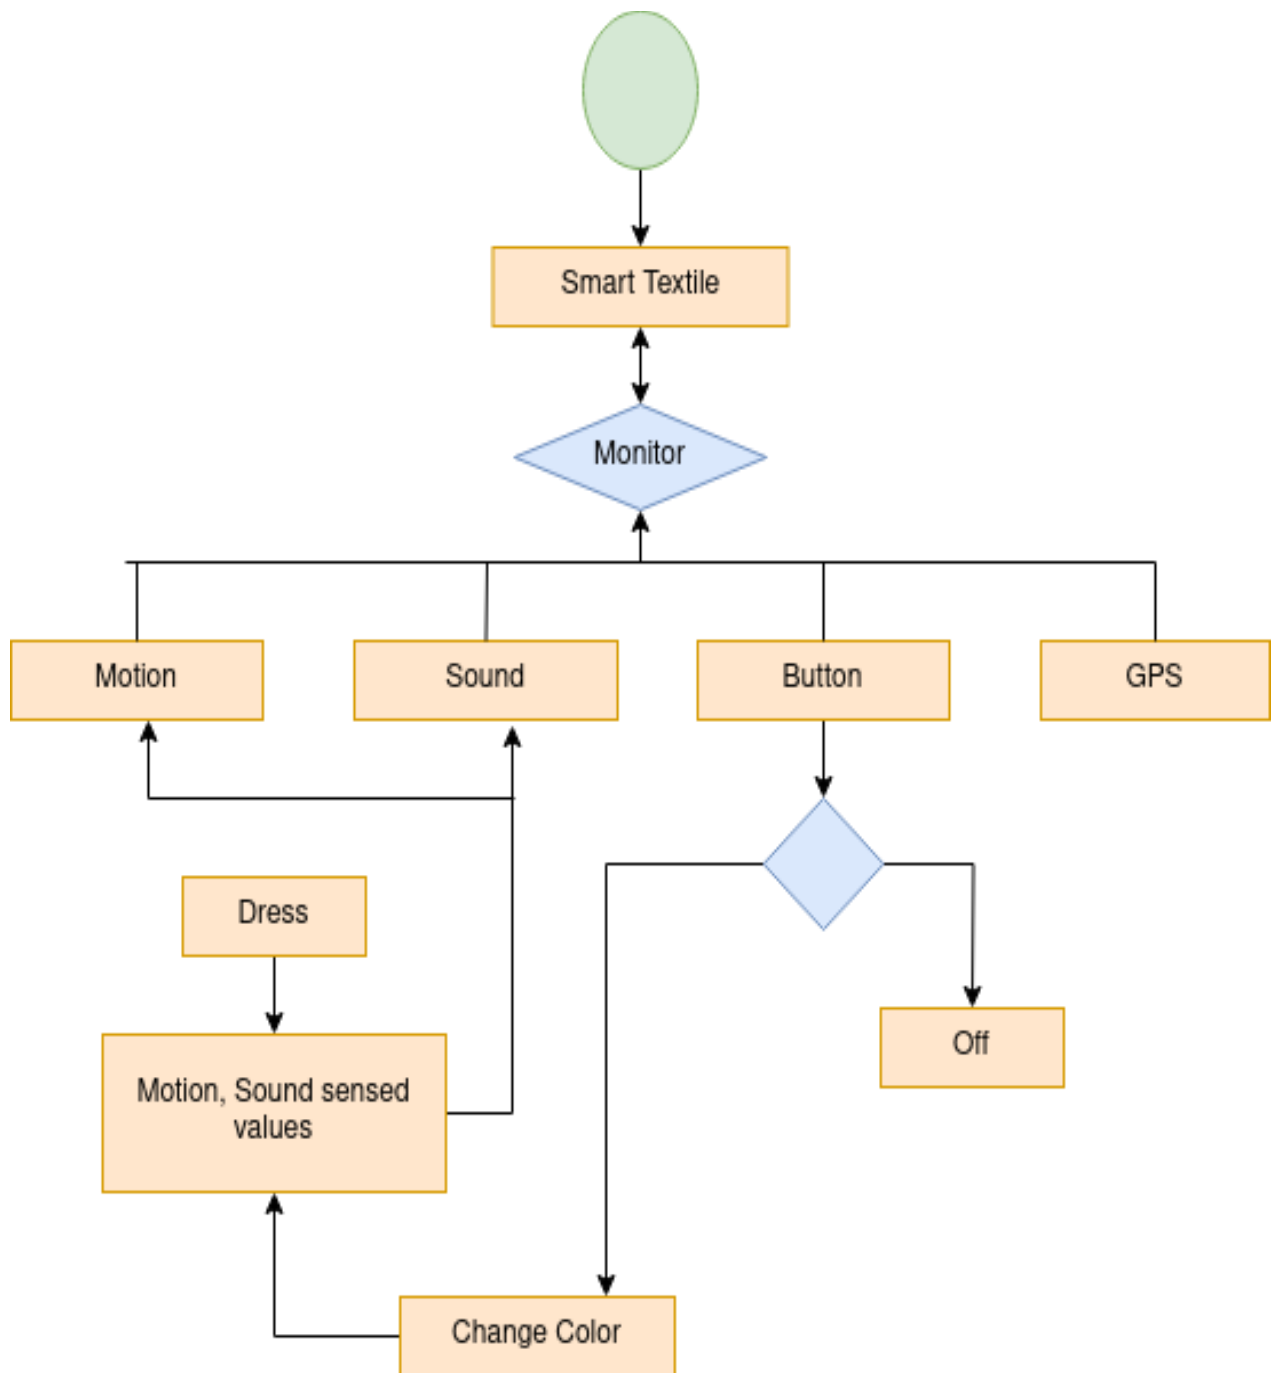 Smart Textile
Monitor
Motion
Sound
Button
GPS
Dress
Off
Motion, Sound sensed
values
Change Color